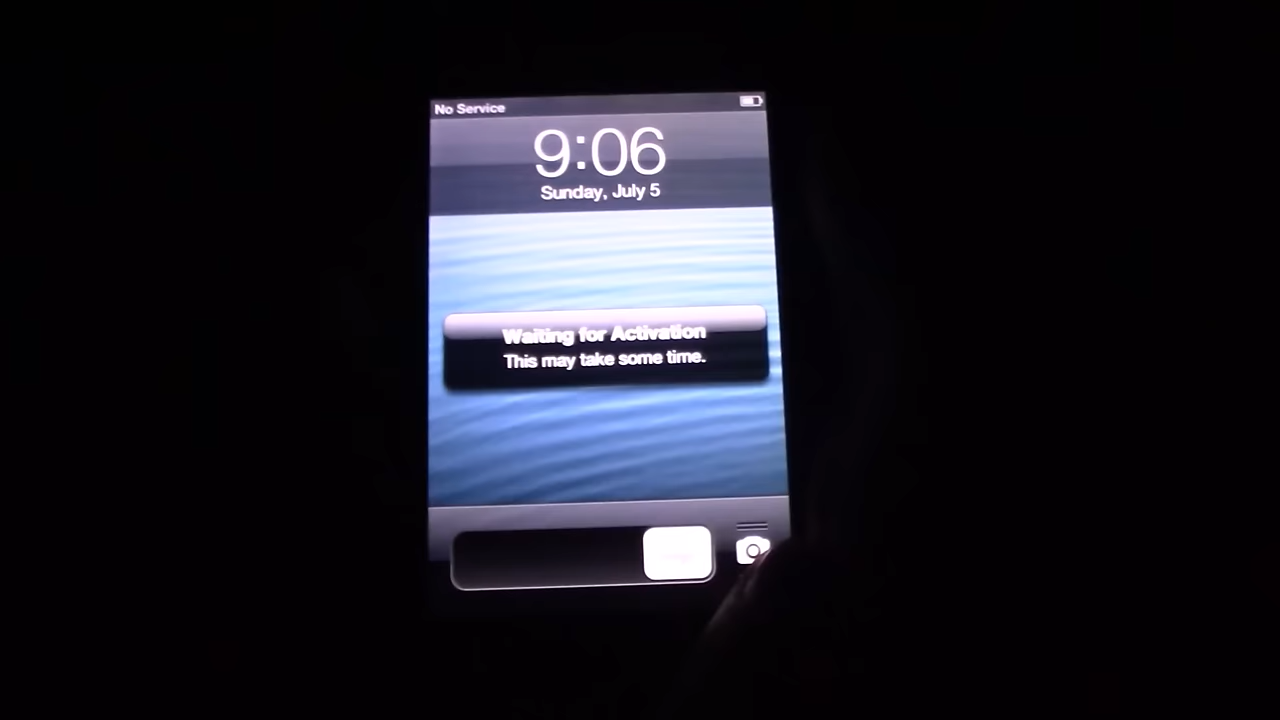 No Service
9:06
Sunday, July 5
Waiting for Activation
This may take some time.